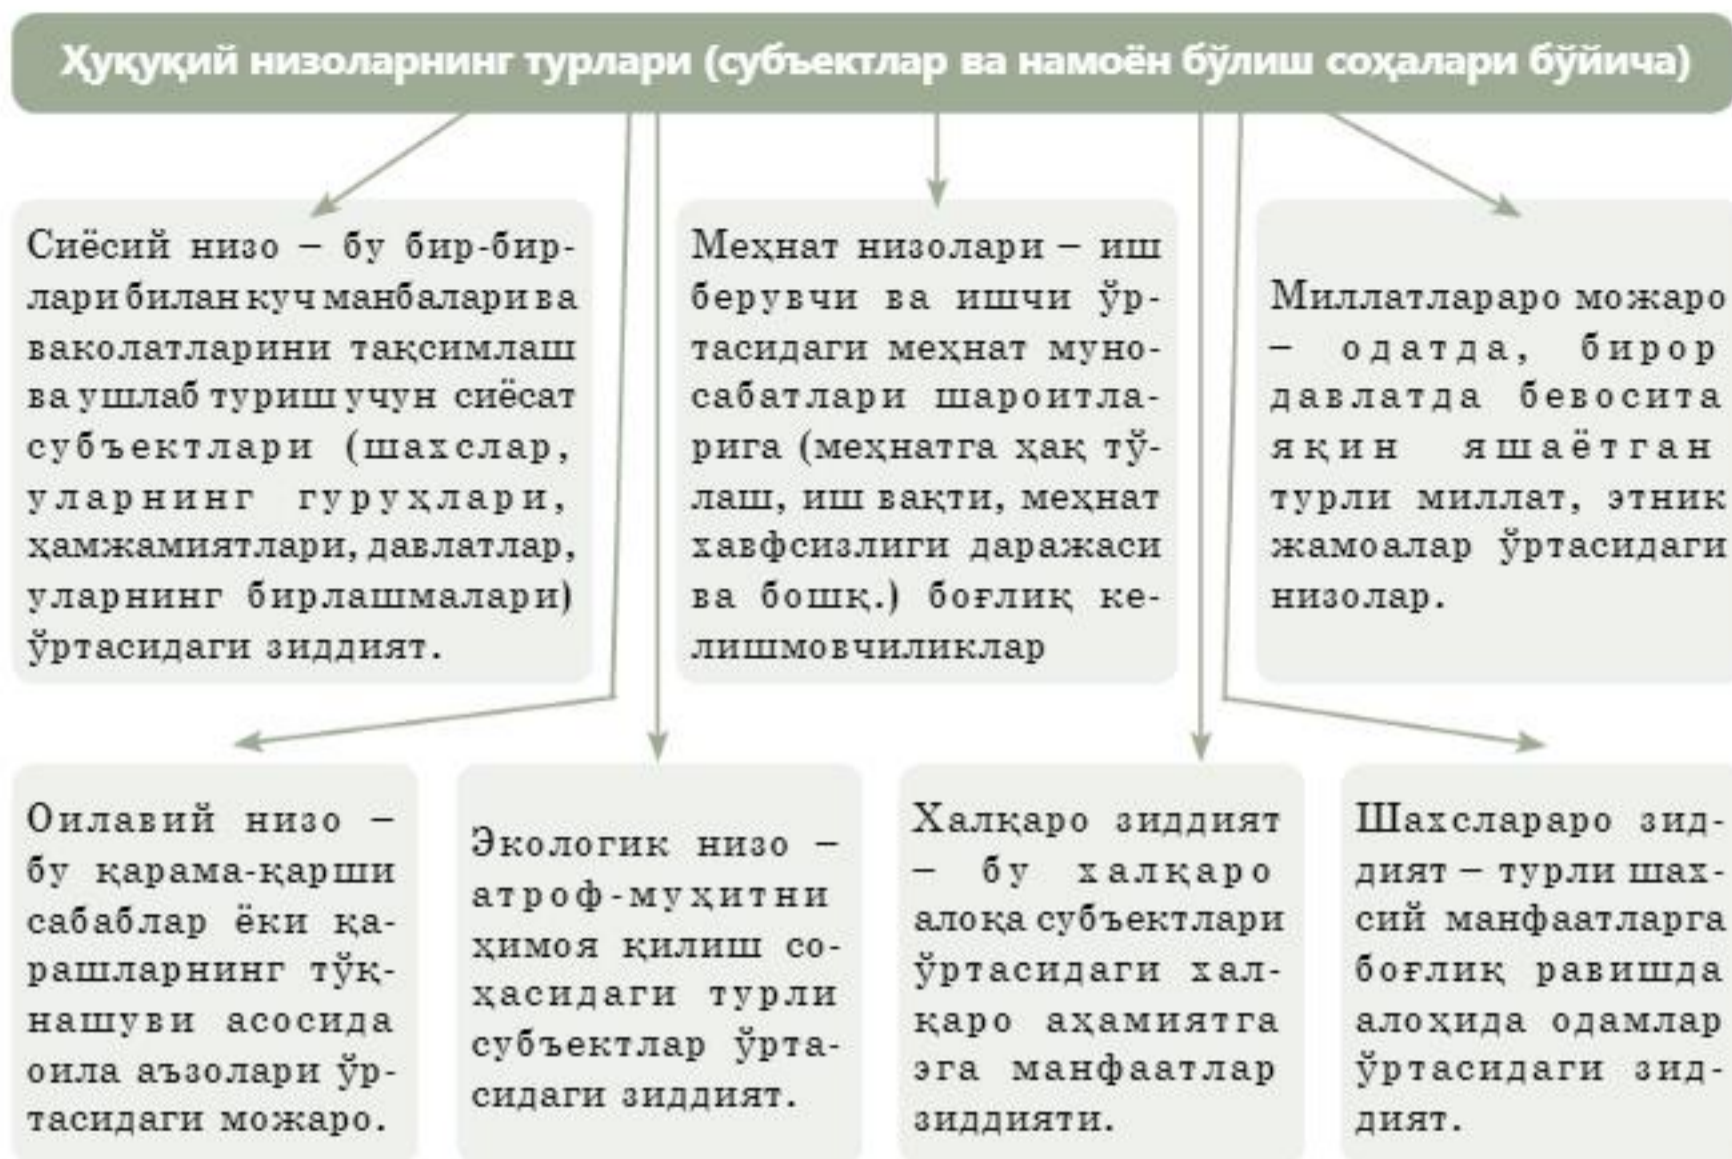 Ҳуқуқий низоларнинг турлари (субъектлар ва намоён бўлиш соҳалари бўйича)
Сиёсий низо – бу бир-бир-
лари билан куч манбалари ва
ваколатларини тақсимлаш
ва ушлаб туриш учун сиёсат
субъектлари (шахслар,
уларнинг гуруҳлари,
ҳамжамиятлари, давлатлар,
уларнинг бирлашмалари)
ўртасидаги зиддият.
Меҳнат низолари – иш
берувчи ва ишчи ўр-
тасидаги меҳнат муно-
сабатлари шароитла-
рига (меҳнатга ҳақ тў-
лаш, иш вақти, меҳнат
хавфсизлиги даражаси
ва бошқ.) боғлиқ ке-
лишмовчиликлар
Миллатлараро можаро
– одатда, бирор
давлатда бевосита
яқин яшаётган
турли миллат, этник
жамоалар ўртасидаги
низолар.
Оилавий низо –
бу қарама-қарши
сабаблар ёки қа-
рашларнинг тўқ-
нашуви асосида
оила аъзолари ўр-
тасидаги можаро.
Экологик низо –
атроф-муҳитни
ҳимоя қилиш со-
ҳасидаги турли
субъектлар ўрта-
сидаги зиддият.
Халқаро зиддият
– бу халқаро
алоқа субъектлари
ўртасидаги хал-
қаро аҳамиятга
эга манфаатлар
зиддияти.
Шахслараро зид-
дият – турли шах-
сий манфаатларга
боғлиқ равишда
алоҳида одамлар
ўртасидаги зид-
дият.